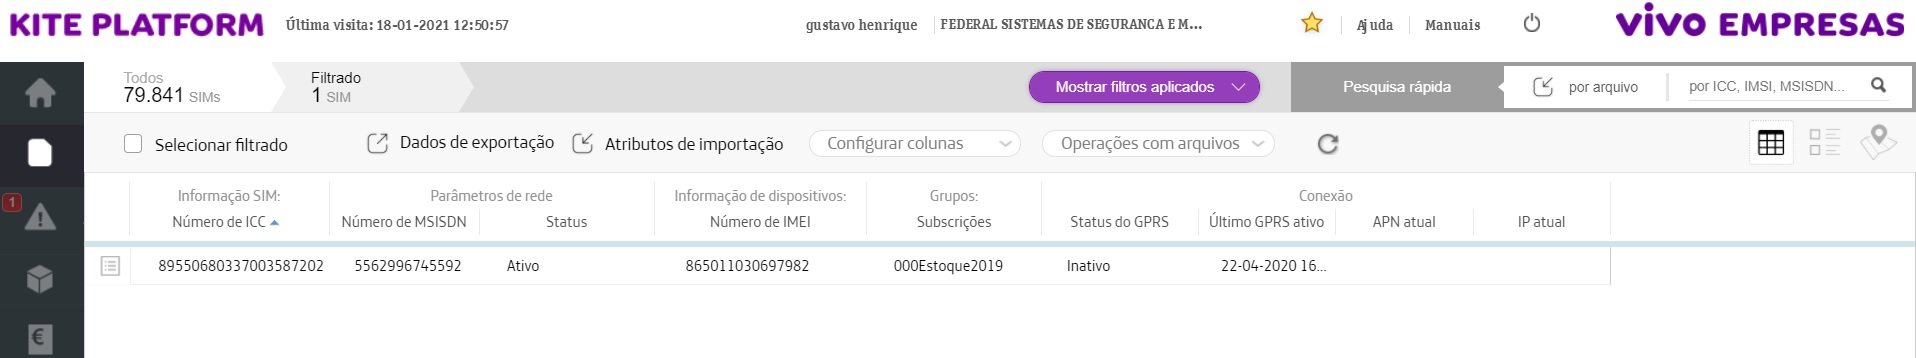 KITE PLATFORM
Última visita: 18-01-2021 12:50:57
gustavo henrique
FEDERAL SISTEMAS DE SEGURANCA E M...
Ajuda
Manuais
vivo EMPRESAS
Todos
79.841 SIMs
Filtrado
1 SIM
Mostrar filtros aplicados
Pesquisa rápida
por arquivo
por ICC, IMSI, MSISDN...
Selecionar filtrado
Dados de exportação
Atributos de importação
Configurar colunas
Operações com arquivos
1
€
Informação SIM: Parâmetros de rede Informação de dispositivos: Grupos: Conexão
Número de ICC Número de MSISDN Status Número de IMEI Subscrições Status do GPRS Último GPRS ativo APN atual IP atual
89550680337003587202 5562996745592 Ativo 865011030697982 000Estoque2019 Inativo 22-04-2020 16...